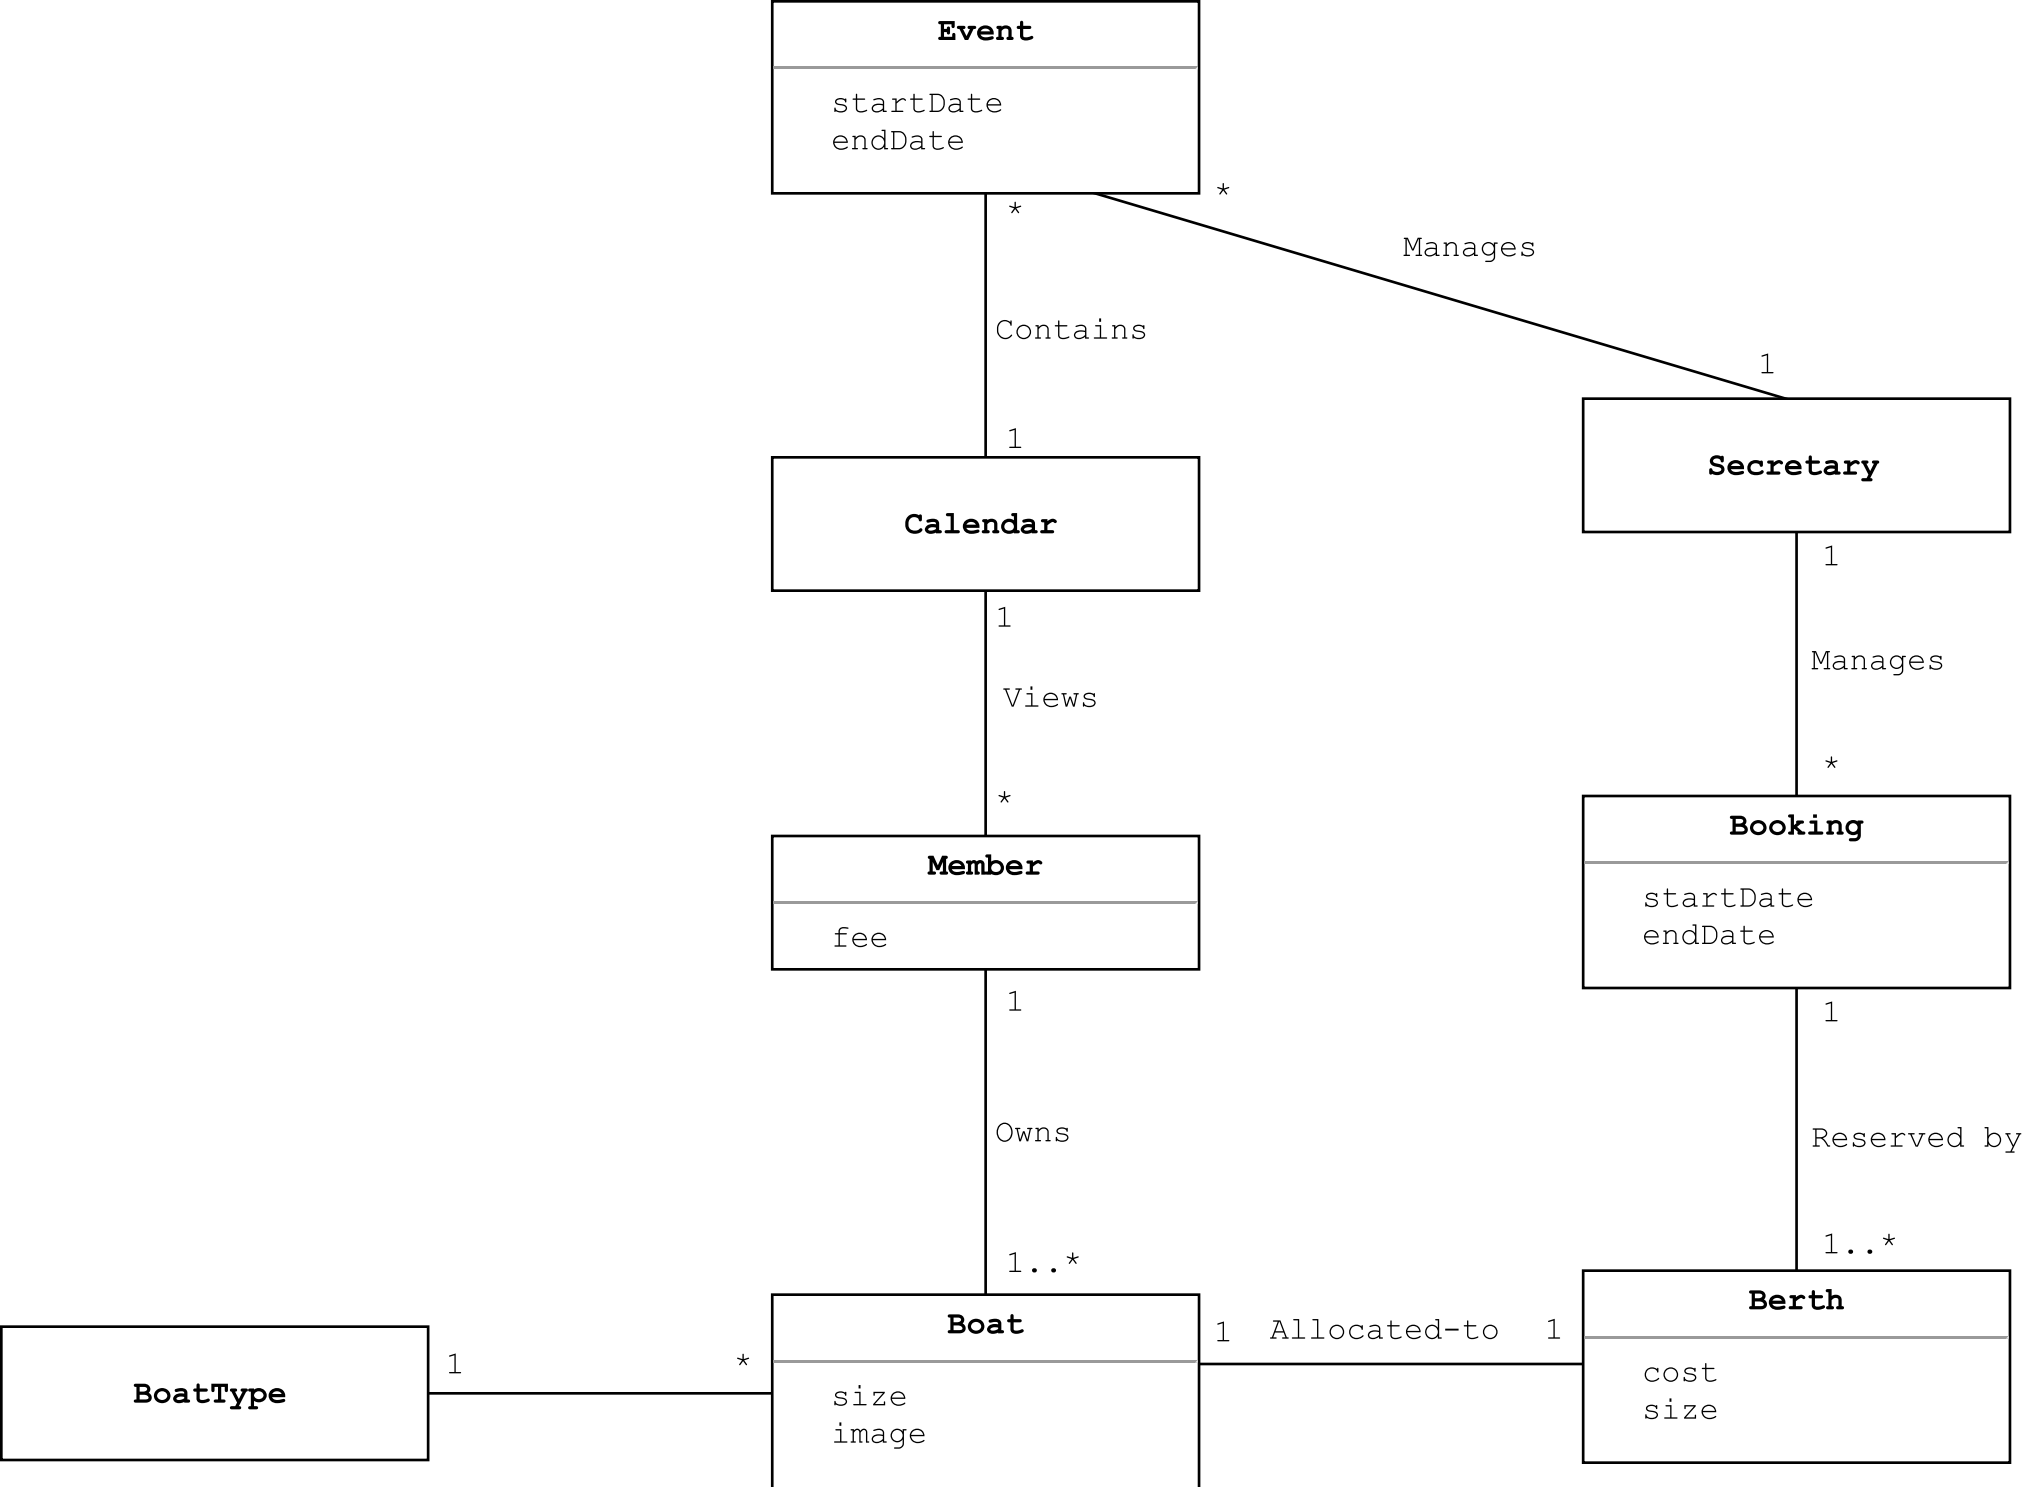 Event
startDate
endDate
*
*
Manages
Contains
1
1
Calendar
Secretary
1
1
Views
Manages
*
*
Member
fee
Booking
startDate
endDate
1
1
Owns
Reserved by
1..*
1..*
Boat
size
image
1 Allocated-to 1
Berth
cost
size
BoatType
1 *